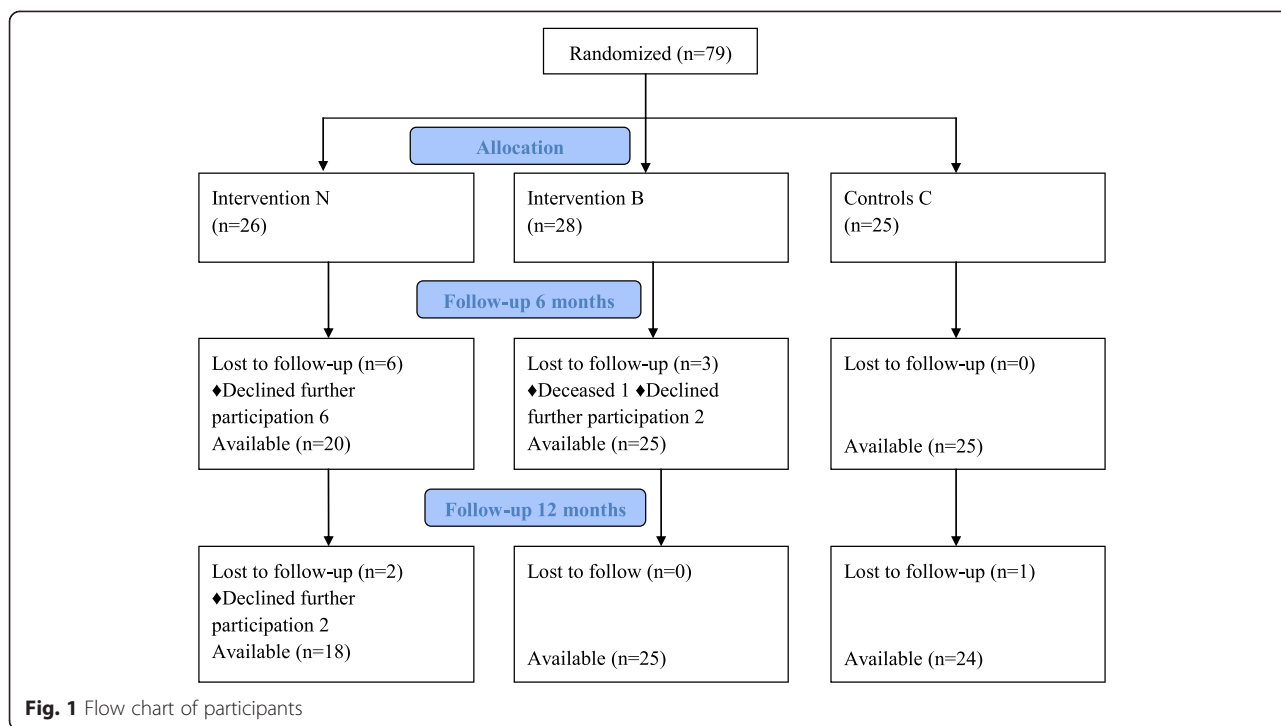 Randomized (n=79)
Allocation
Intervention N
(n=26)
Intervention B
(n=28)
Controls C
(n=25)
Follow-up 6 months
Lost to follow-up (n=6)
♦Declined further
participation 6
Available (n=20)
Lost to follow-up (n=3)
♦Deceased 1 ♦Declined
further participation 2
Available (n=25)
Lost to follow-up (n=0)
Available (n=25)
Follow-up 12 months
Lost to follow-up (n=2)
♦Declined further
participation 2
Available (n=18)
Lost to follow (n=0)
Available (n=25)
Lost to follow-up (n=1)
Available (n=24)
Fig. 1 Flow chart of participants